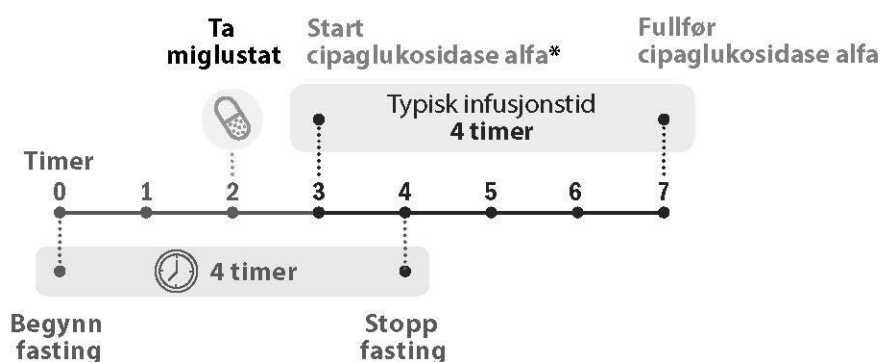 Ta
miglustat
Start
cipaglukosidase alfa*
Fullfør
cipaglukosidase alfa
Typisk infusjonstid
4 timer
Timer
0 1 2 3 4 5 6 7
4 timer
Begynn
fasting
Stopp
fasting